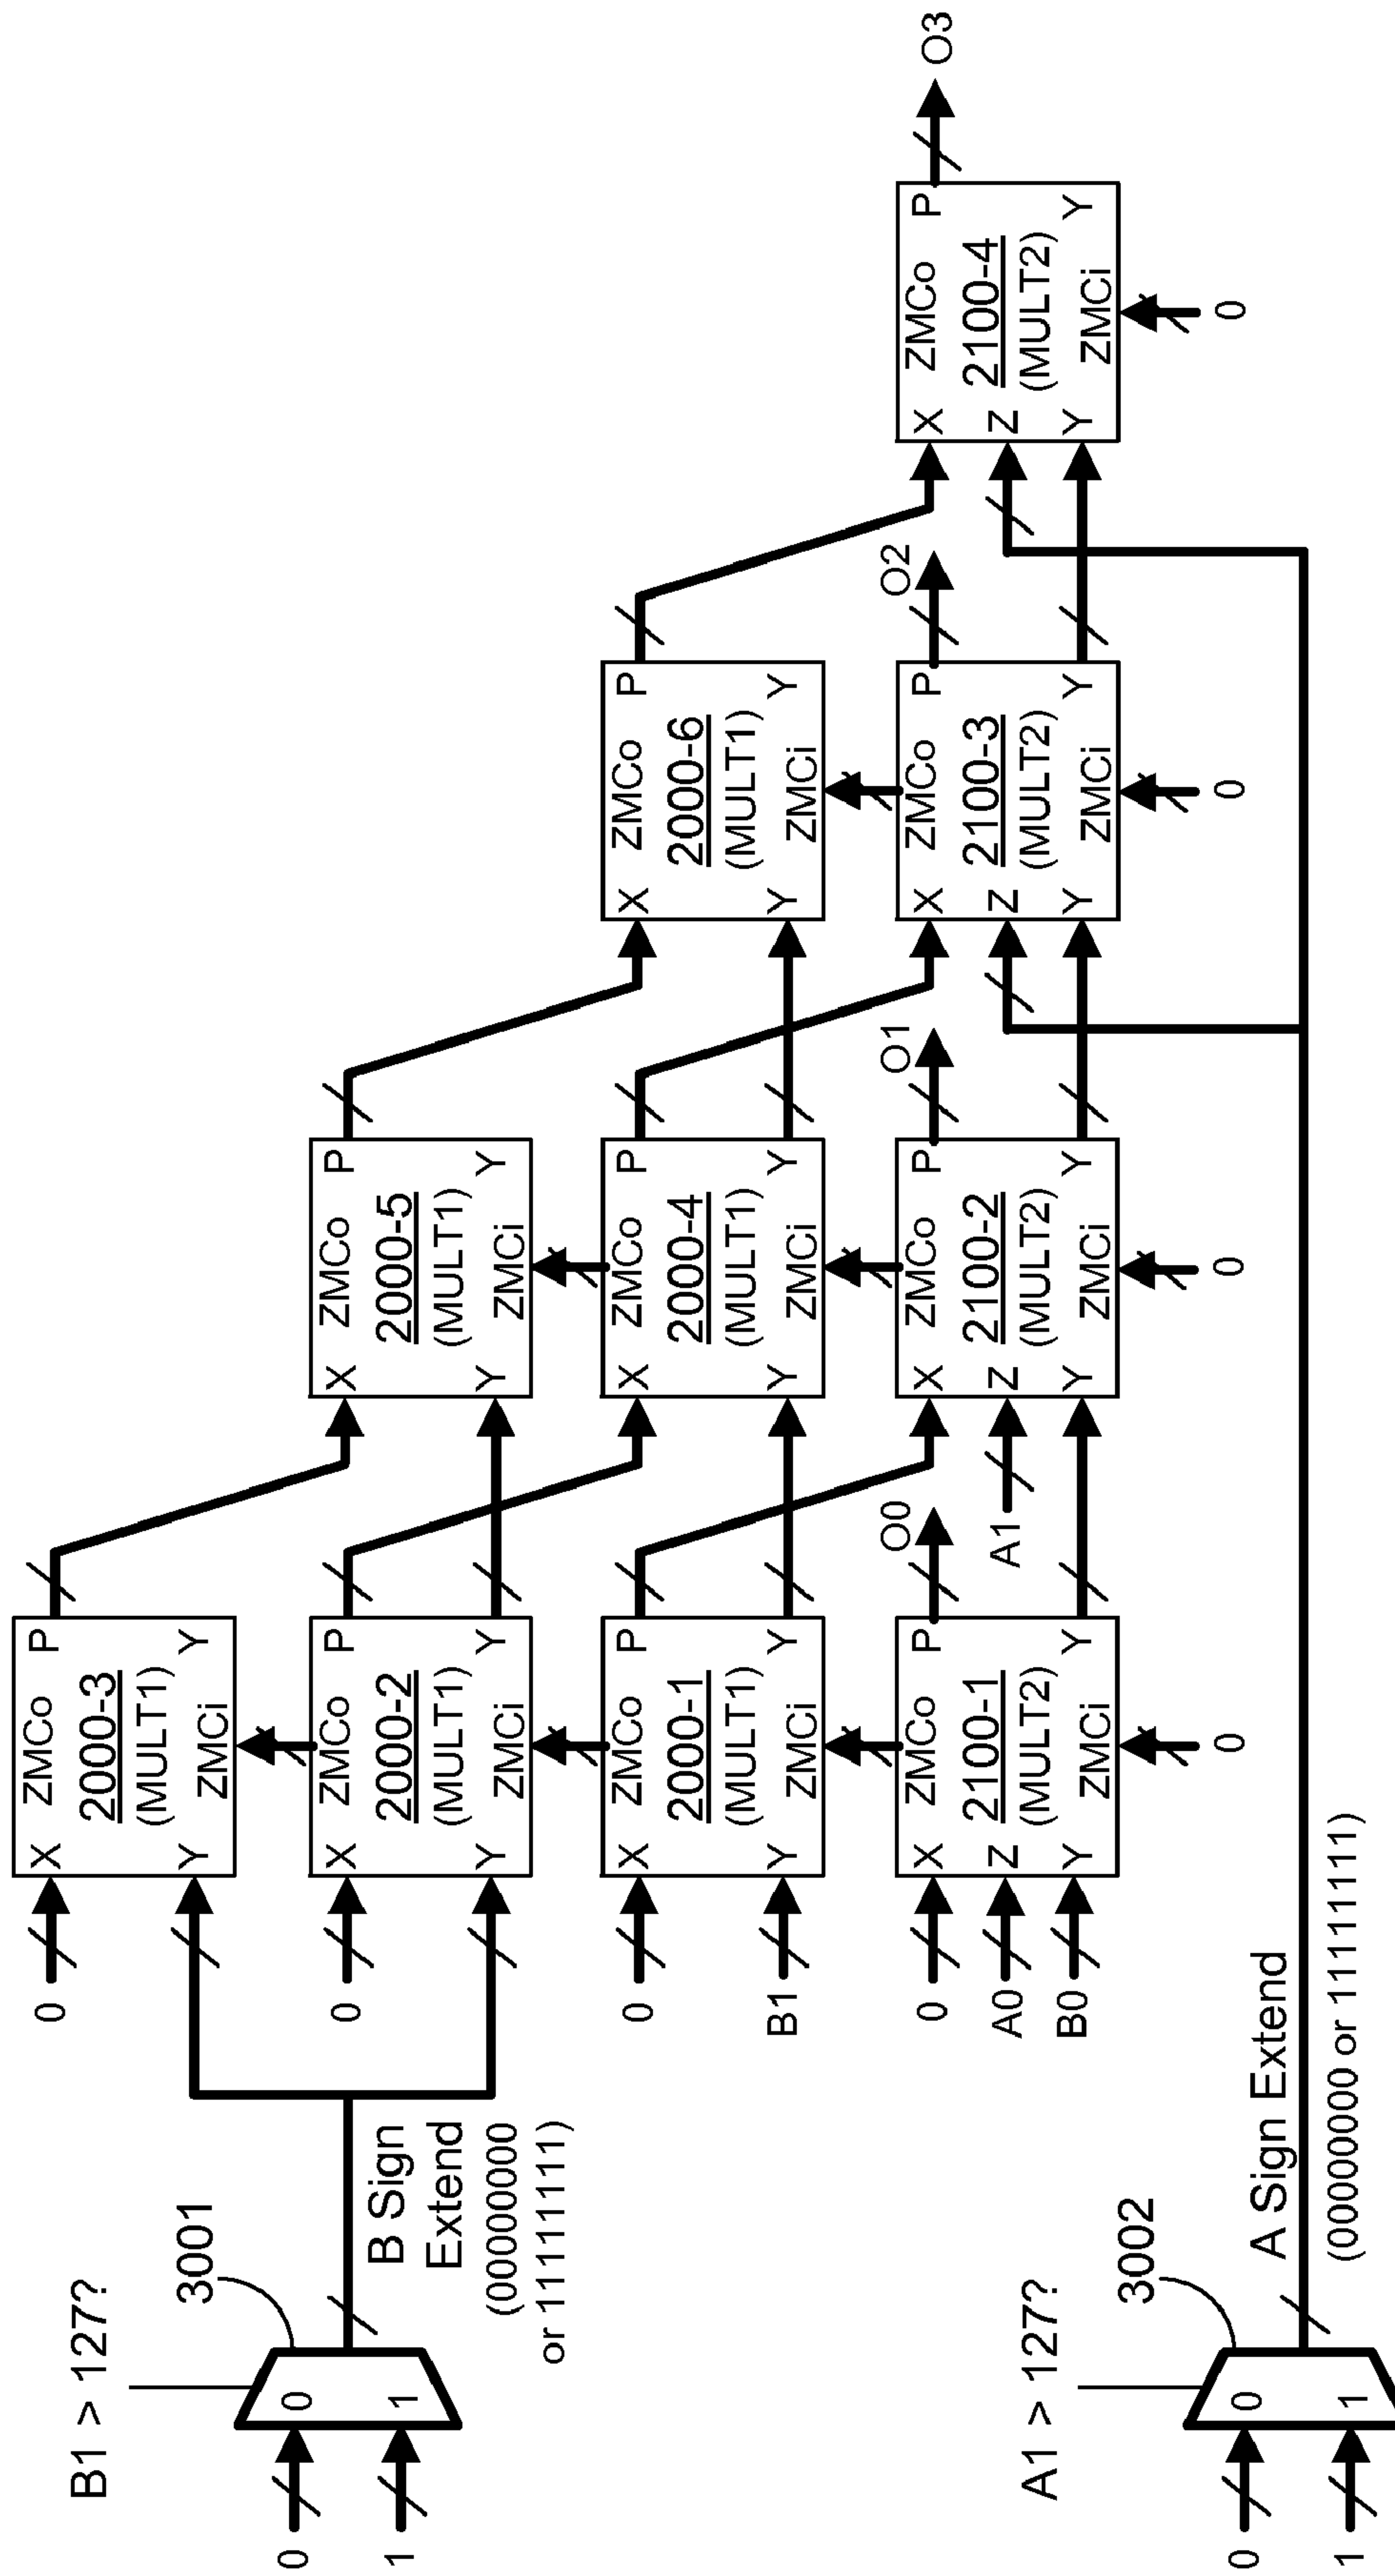 B1 > 127?
0
1
0
1
3001
B Sign
Extend
(00000000
or 11111111)
0
X ZMCo P
2000-3
(MULT1)
Y Y
ZMCi
0
X ZMCo P
2000-2
(MULT1)
Y Y
ZMCi
X ZMCo P
2000-5
(MULT1)
Y Y
ZMCi
0
B1
X ZMCo P
2000-1
(MULT1)
Y Y
ZMCi
X ZMCo P
2000-4
(MULT1)
Y Y
ZMCi
X ZMCo P
2000-6
(MULT1)
Y Y
ZMCi
0
A0
B0
X ZMCo P
Z 2100-1
(MULT2)
Y Y
ZMCi
0
O0
A1
X ZMCo P
Z 2100-2
(MULT2)
Y Y
ZMCi
0
O1
X ZMCo P
Z 2100-3
(MULT2)
Y Y
ZMCi
0
O2
X ZMCo P
Z 2100-4
(MULT2)
Y Y
ZMCi
0
O3
A1 > 127?
0
1
0
1
3002
A Sign Extend
(00000000 or 11111111)